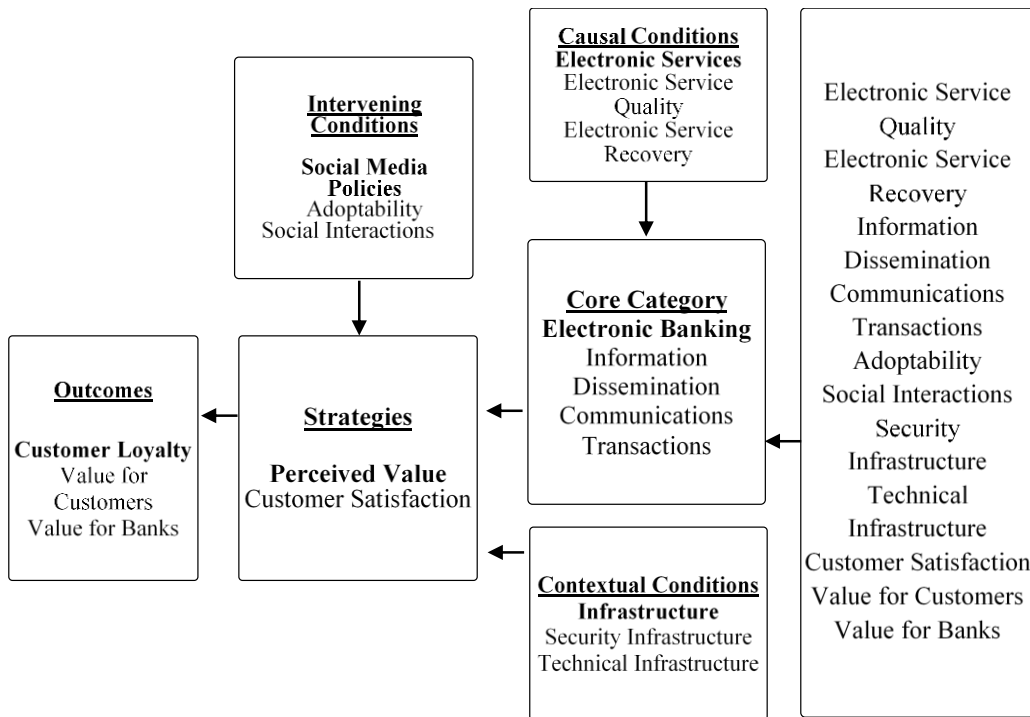 Causal Conditions
Electronic Services
Electronic Service
Quality
Electronic Service
Recovery
Intervening
Conditions
Social Media
Policies
Adoptability
Social Interactions
Core Category
Electronic Banking
Information
Dissemination
Communications
Transactions
Outcomes
Customer Loyalty
Value for
Customers
Value for Banks
Strategies
Perceived Value
Customer Satisfaction
Contextual Conditions
Infrastructure
Security Infrastructure
Technical Infrastructure
Electronic Service
Quality
Electronic Service
Recovery
Information
Dissemination
Communications
Transactions
Adoptability
Social Interactions
Security
Infrastructure
Technical
Infrastructure
Customer Satisfaction
Value for Customers
Value for Banks